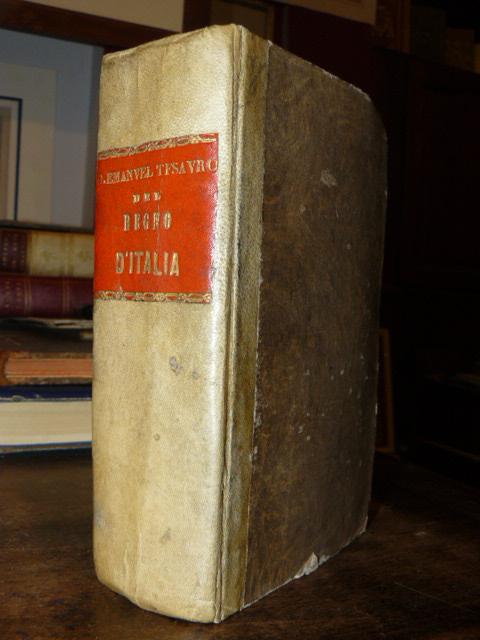 D.EMANVEL TESAVRO
DEL
REGNO
D'ITALIA